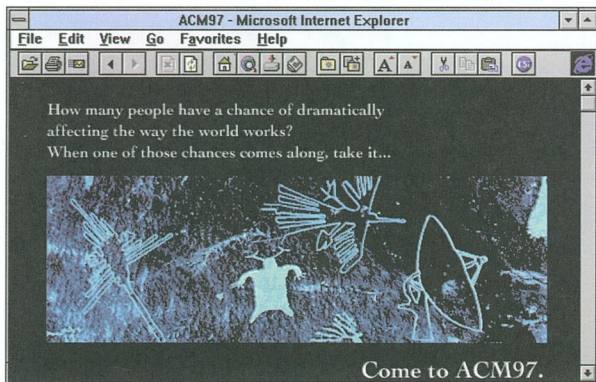 ACM97 - Microsoft Internet Explorer
File Edit View Go Favorites Help
How many people have a chance of dramatically
affecting the way the world works?
When one of those chances comes along, take it...
Come to ACM97.